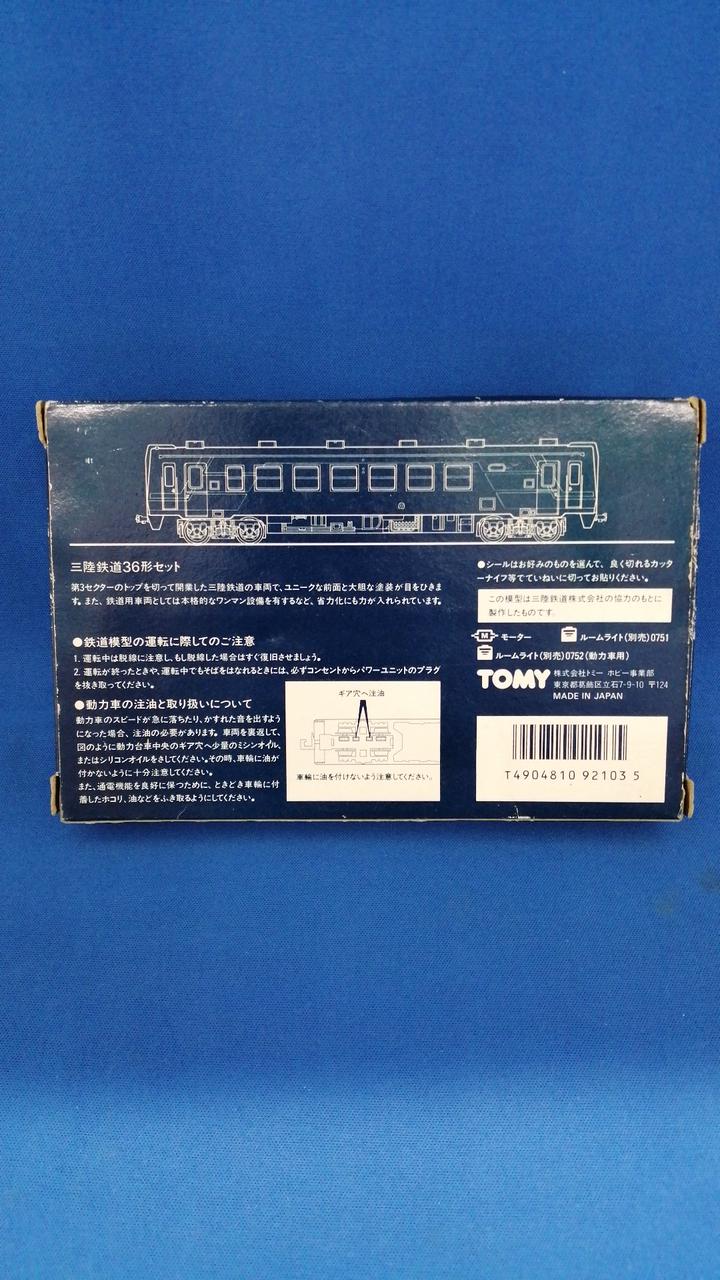 三陸鉄道36形セット
第3セクターのトップを切って開業した三陸鉄道の車両で、ユニークな前面と大胆な塗装が目をひきま
す。また、鉄道用車両としては本格的なワンマン設備を有するなど、省力化にも力が入れられています。
●鉄道模型の運転に際してのご注意
1. 運転中は脱線に注意し、もし脱線した場合はすぐ復旧させましょう。
2. 運転が終ったときや、運転中でもそばをはなれるときには、必ずコンセントからパワーユニットのプラグ
を抜き取ってください。
●動力車の注油と取り扱いについて
動力車のスピードが急に落ちたり、かすれた音を出すよう
になった場合、注油の必要があります。車両を裏返して、
図のように動力台車中央のギア穴へ少量のミシンオイル、
またはシリコンオイルをさしてください。その時、車輪に油が
付かないように十分注意してください。
また、通電機能を良好に保つために、ときどき車輪に付
着したホコリ、油などをふき取るようにしてください。
ギア穴へ注油
車輪に油を付けないよう注意してください。
●シールはお好みのものを選んで、良く切れるカッタ
ーナイフ等でていねいに切ってお貼りください。
この模型は三陸鉄道株式会社の協力のもとに
製作したものです。
M モーター ルームライト(別売)0751
ルームライト(別売)0752(動力車用)
TOMY 株式会社トミー ホビー事業部
東京都葛飾区立石7-9-10 〒124
MADE IN JAPAN
T4904810 92103 5